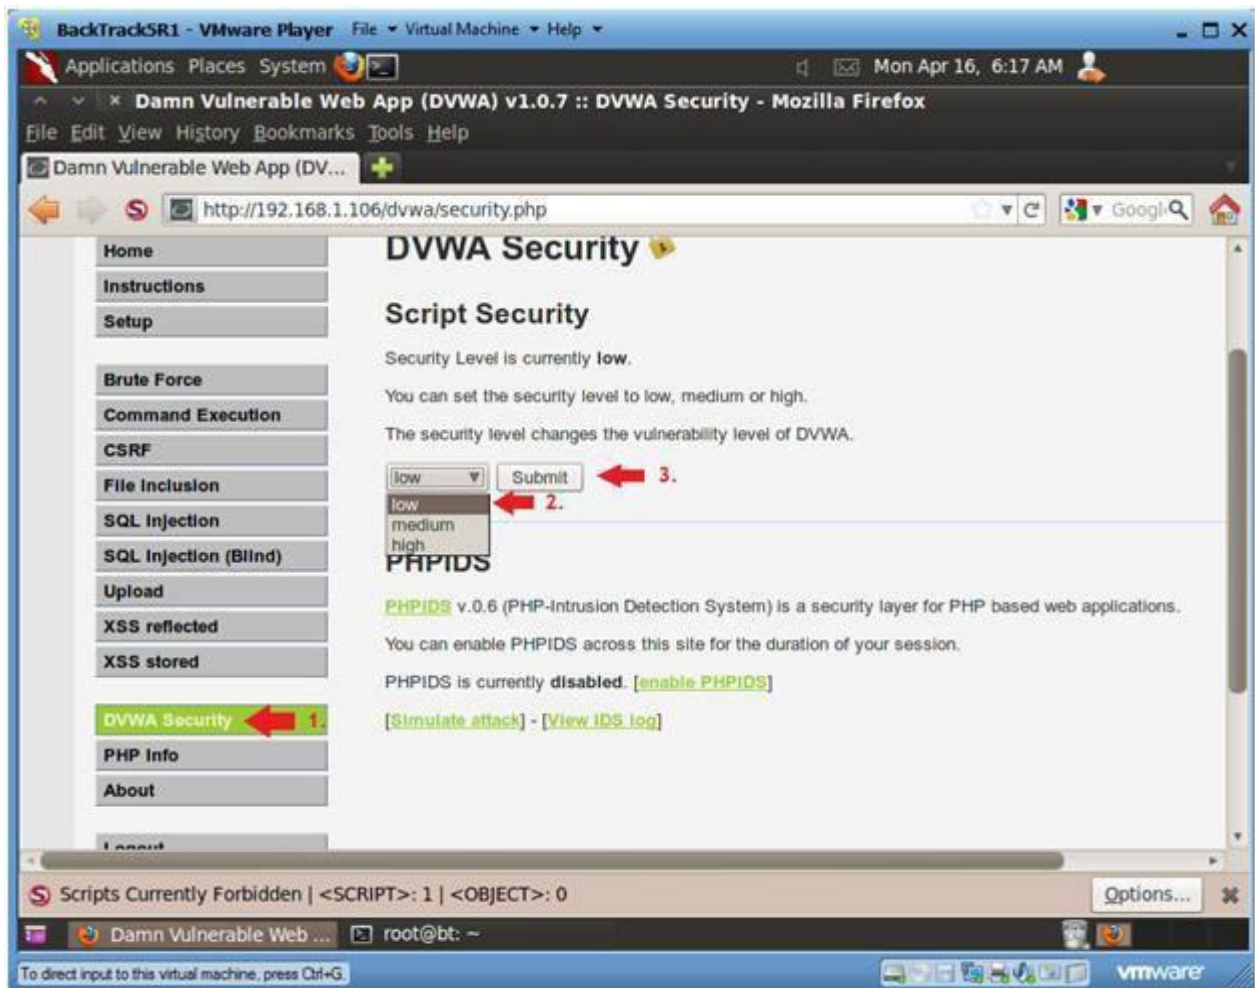 BackTrack5R1 - VMware Player File Virtual Machine Help
Applications Places System Mon Apr 16, 6:17 AM
Damn Vulnerable Web App (DVWA) v1.0.7 :: DVWA Security - Mozilla Firefox
File Edit View History Bookmarks Tools Help
Damn Vulnerable Web App (DV...
http://192.168.1.106/dvwa/security.php Googl
Home
Instructions
Setup
Brute Force
Command Execution
CSRF
File Inclusion
SQL Injection
SQL Injection (Blind)
Upload
XSS reflected
XSS stored
DVWA Security 1.
PHP Info
About
Logout
DVWA Security
Script Security
Security Level is currently low.
You can set the security level to low, medium or high.
The security level changes the vulnerability level of DVWA.
low Submit 3.
low 2.
medium
high
PHPIDS
PHPIDS v.0.6 (PHP-Intrusion Detection System) is a security layer for PHP based web applications.
You can enable PHPIDS across this site for the duration of your session.
PHPIDS is currently disabled. [enable PHPIDS]
[Simulate attack] - [View IDS log]
Scripts Currently Forbidden | <SCRIPT>: 1 | <OBJECT>: 0 Options...
Damn Vulnerable Web ... root@bt: ~
To direct input to this virtual machine, press Ctrl+G. vmware